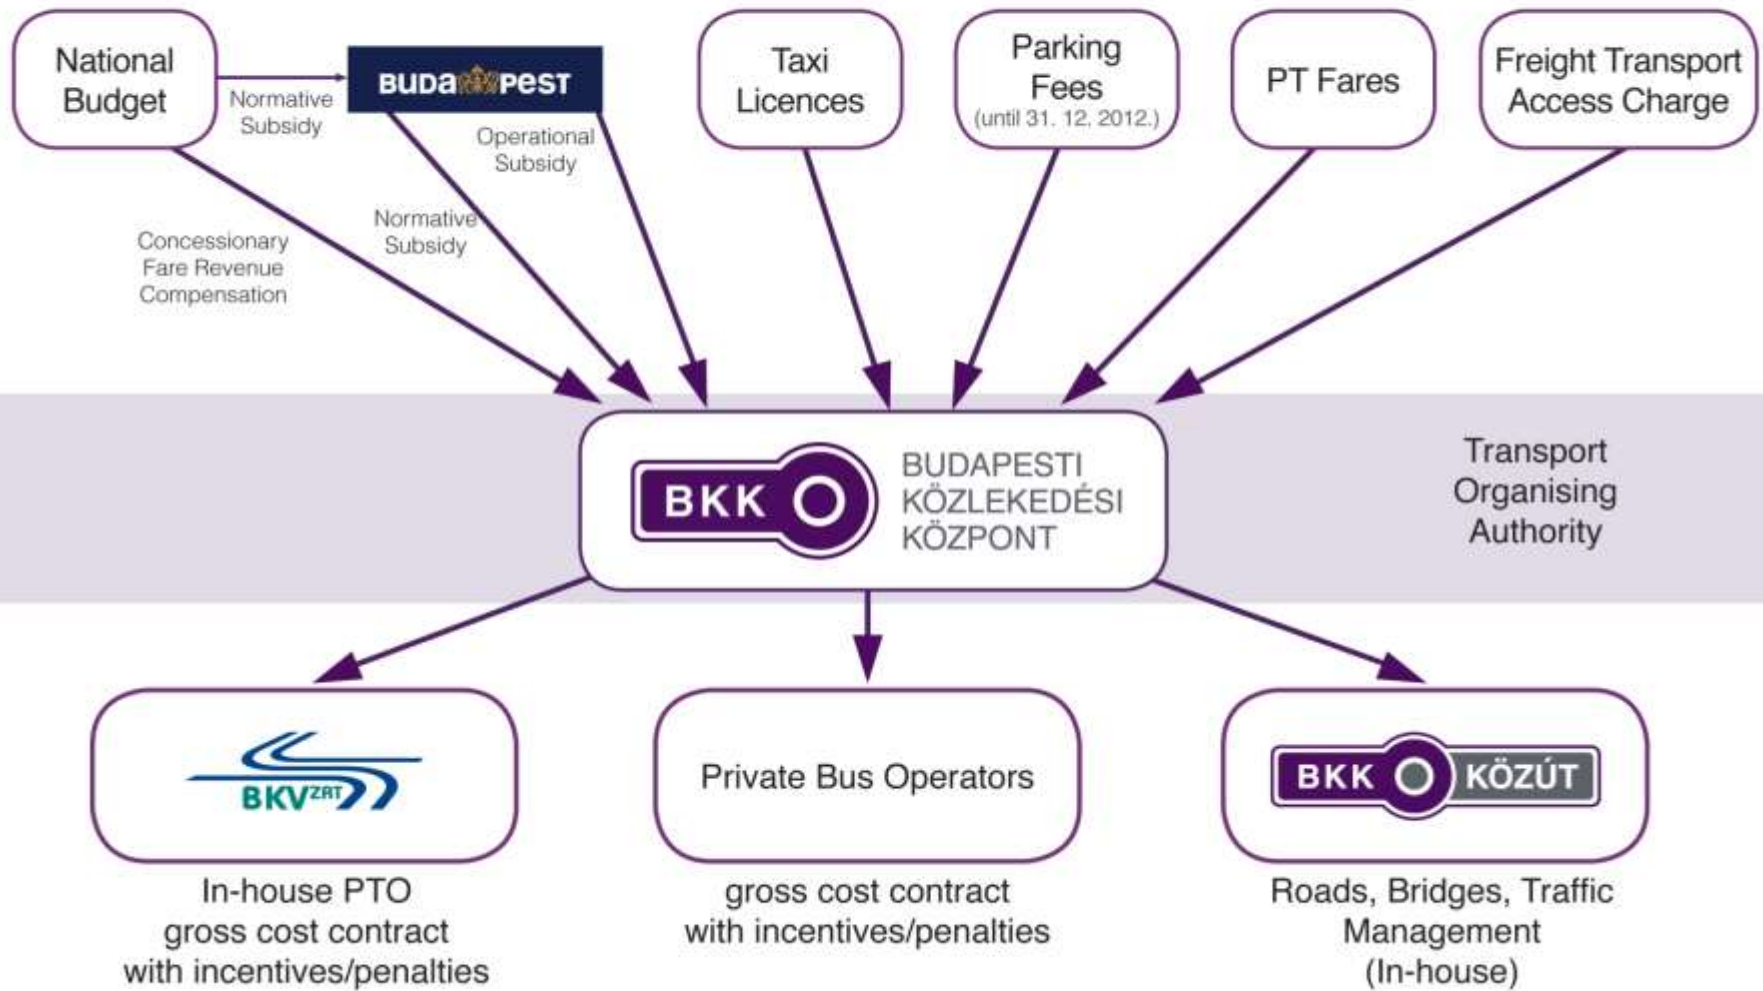 National
Budget
Normative
Subsidy
BUDAPEST
Operational
Subsidy
Taxi
Licences
Parking
Fees
(until 31. 12. 2012.)
PT Fares
Freight Transport
Access Charge
Concessionary
Fare Revenue
Compensation
Normative
Subsidy
BKK
BUDAPESTI
KÖZLEKEDÉSI
KÖZPONT
Transport
Organising
Authority
BKVZRT
In-house PTO
gross cost contract
with incentives/penalties
Private Bus Operators
gross cost contract
with incentives/penalties
BKK KÖZÚT
Roads, Bridges, Traffic
Management
(In-house)